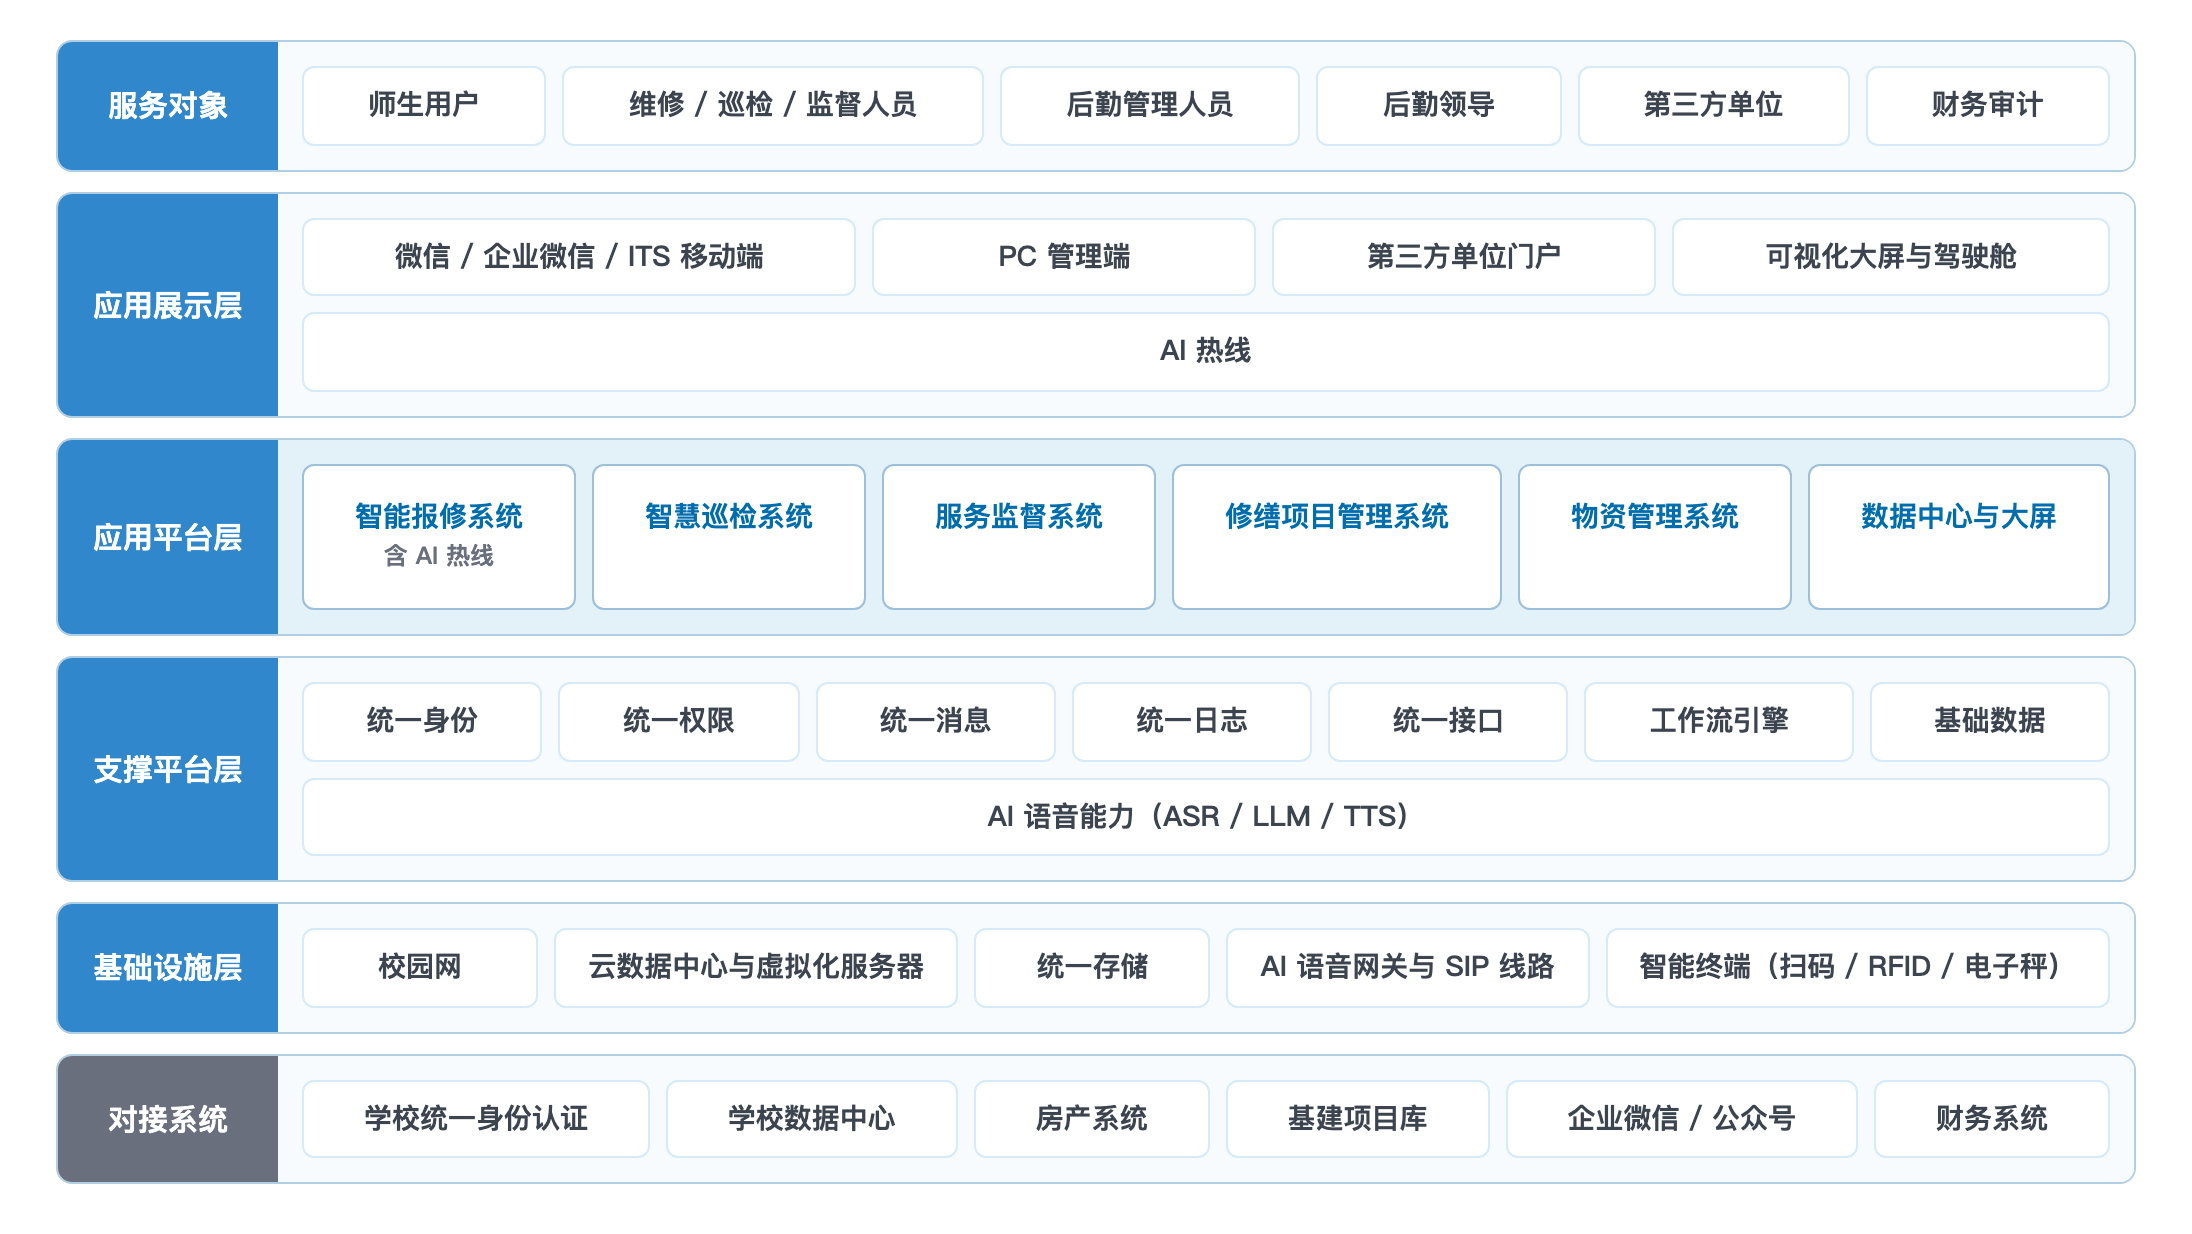 服务对象
师生用户
维修 / 巡检 / 监督人员
后勤管理人员
后勤领导
第三方单位
财务审计
应用展示层
微信 / 企业微信 / ITS 移动端
PC 管理端
第三方单位门户
可视化大屏与驾驶舱
AI 热线
应用平台层
智能报修系统
含 AI 热线
智慧巡检系统
服务监督系统
修缮项目管理系统
物资管理系统
数据中心与大屏
支撑平台层
统一身份
统一权限
统一消息
统一日志
统一接口
工作流引擎
基础数据
AI 语音能力（ASR / LLM / TTS）
基础设施层
校园网
云数据中心与虚拟化服务器
统一存储
AI 语音网关与 SIP 线路
智能终端（扫码 / RFID / 电子秤）
对接系统
学校统一身份认证
学校数据中心
房产系统
基建项目库
企业微信 / 公众号
财务系统